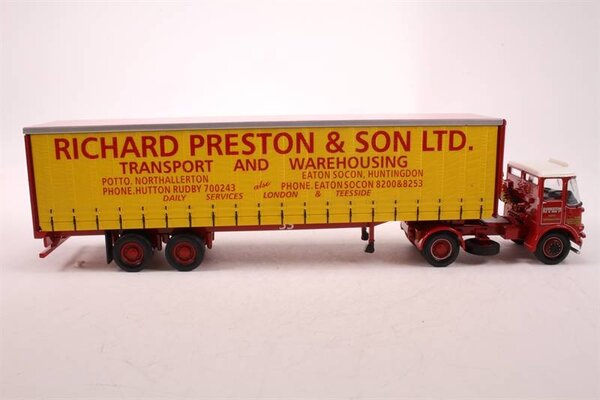 RICHARD PRESTON & SON LTD.
TRANSPORT AND WAREHOUSING
POTTO. NORTHALLERTON
PHONE. HUTTON RUDBY 700243
also
EATON SOCON, HUNTINGDON
PHONE. EATON SOCON 8200&8253
DAILY SERVICES LONDON & TEESSIDE
33